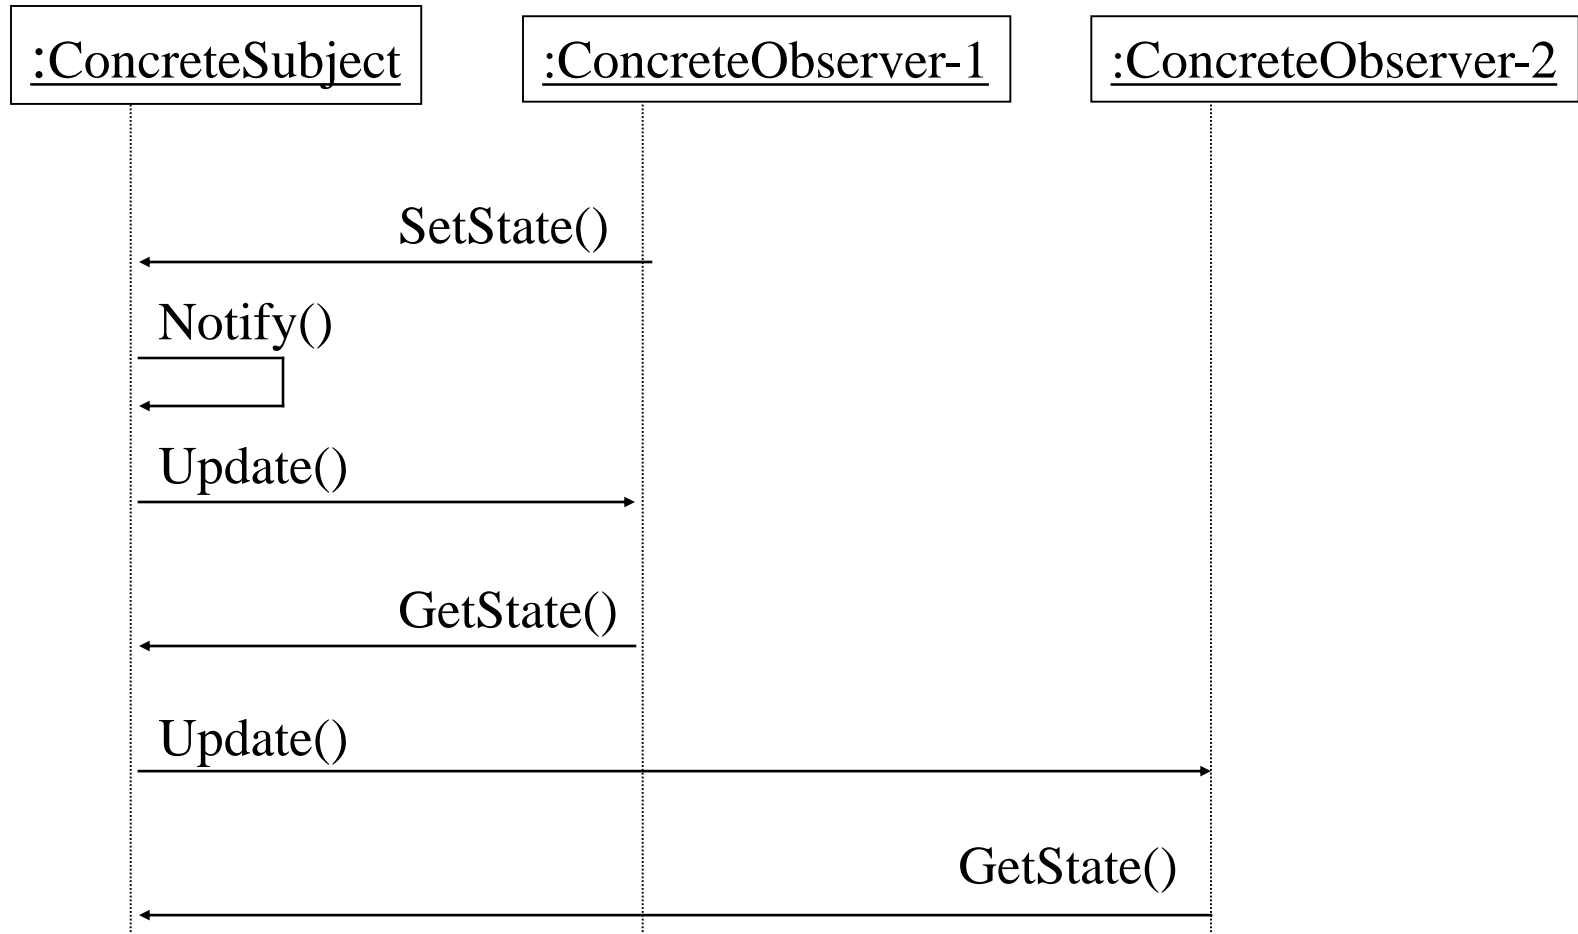 :ConcreteSubject
:ConcreteObserver-1
:ConcreteObserver-2
SetState()
Notify()
Update()
GetState()
Update()
GetState()